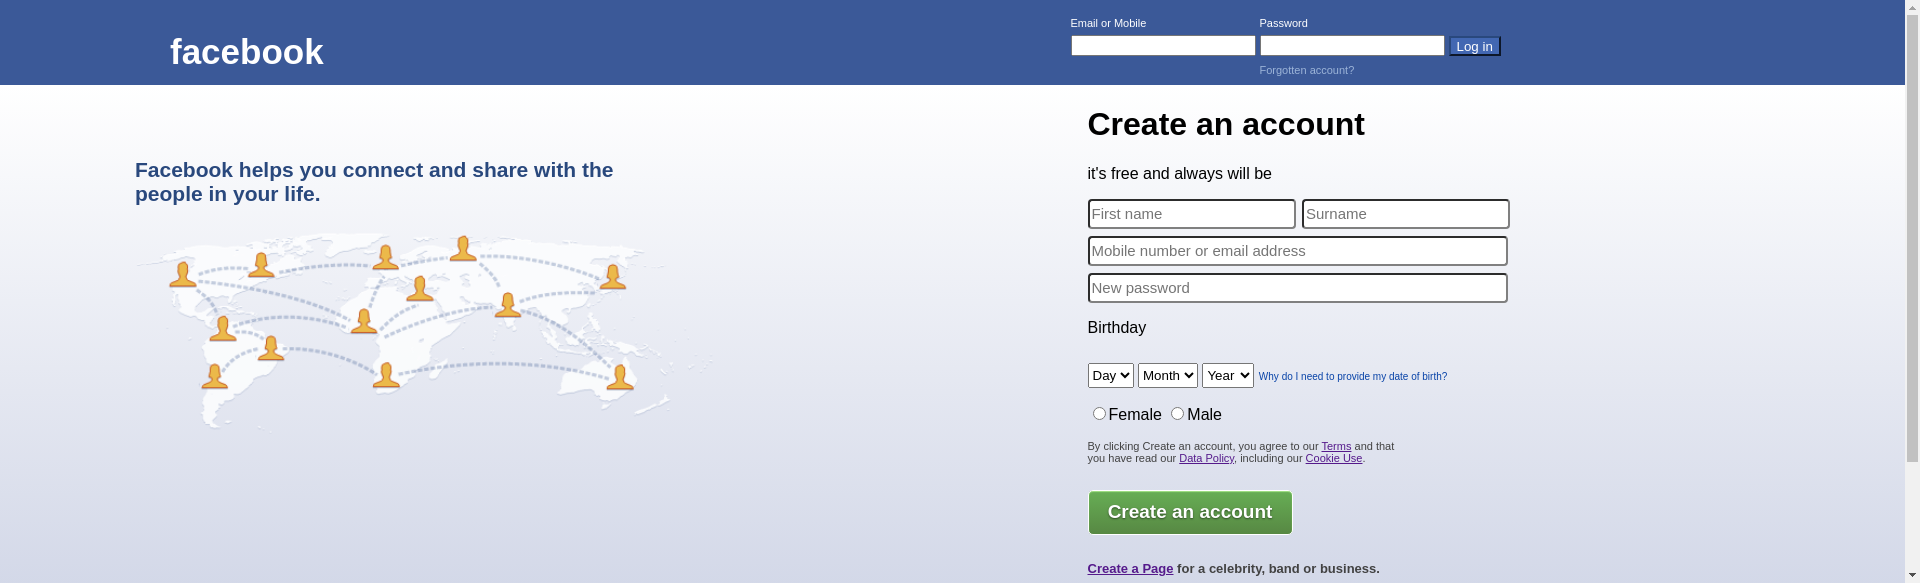 facebook
Email or Mobile
Password
Log in
Forgotten account?
Facebook helps you connect and share with the
people in your life.
Create an account
it's free and always will be
First name
Surname
Mobile number or email address
New password
Birthday
Day Month Year Why do I need to provide my date of birth?
Female Male
By clicking Create an account, you agree to our Terms and that
you have read our Data Policy, including our Cookie Use.
Create an account
Create a Page for a celebrity, band or business.